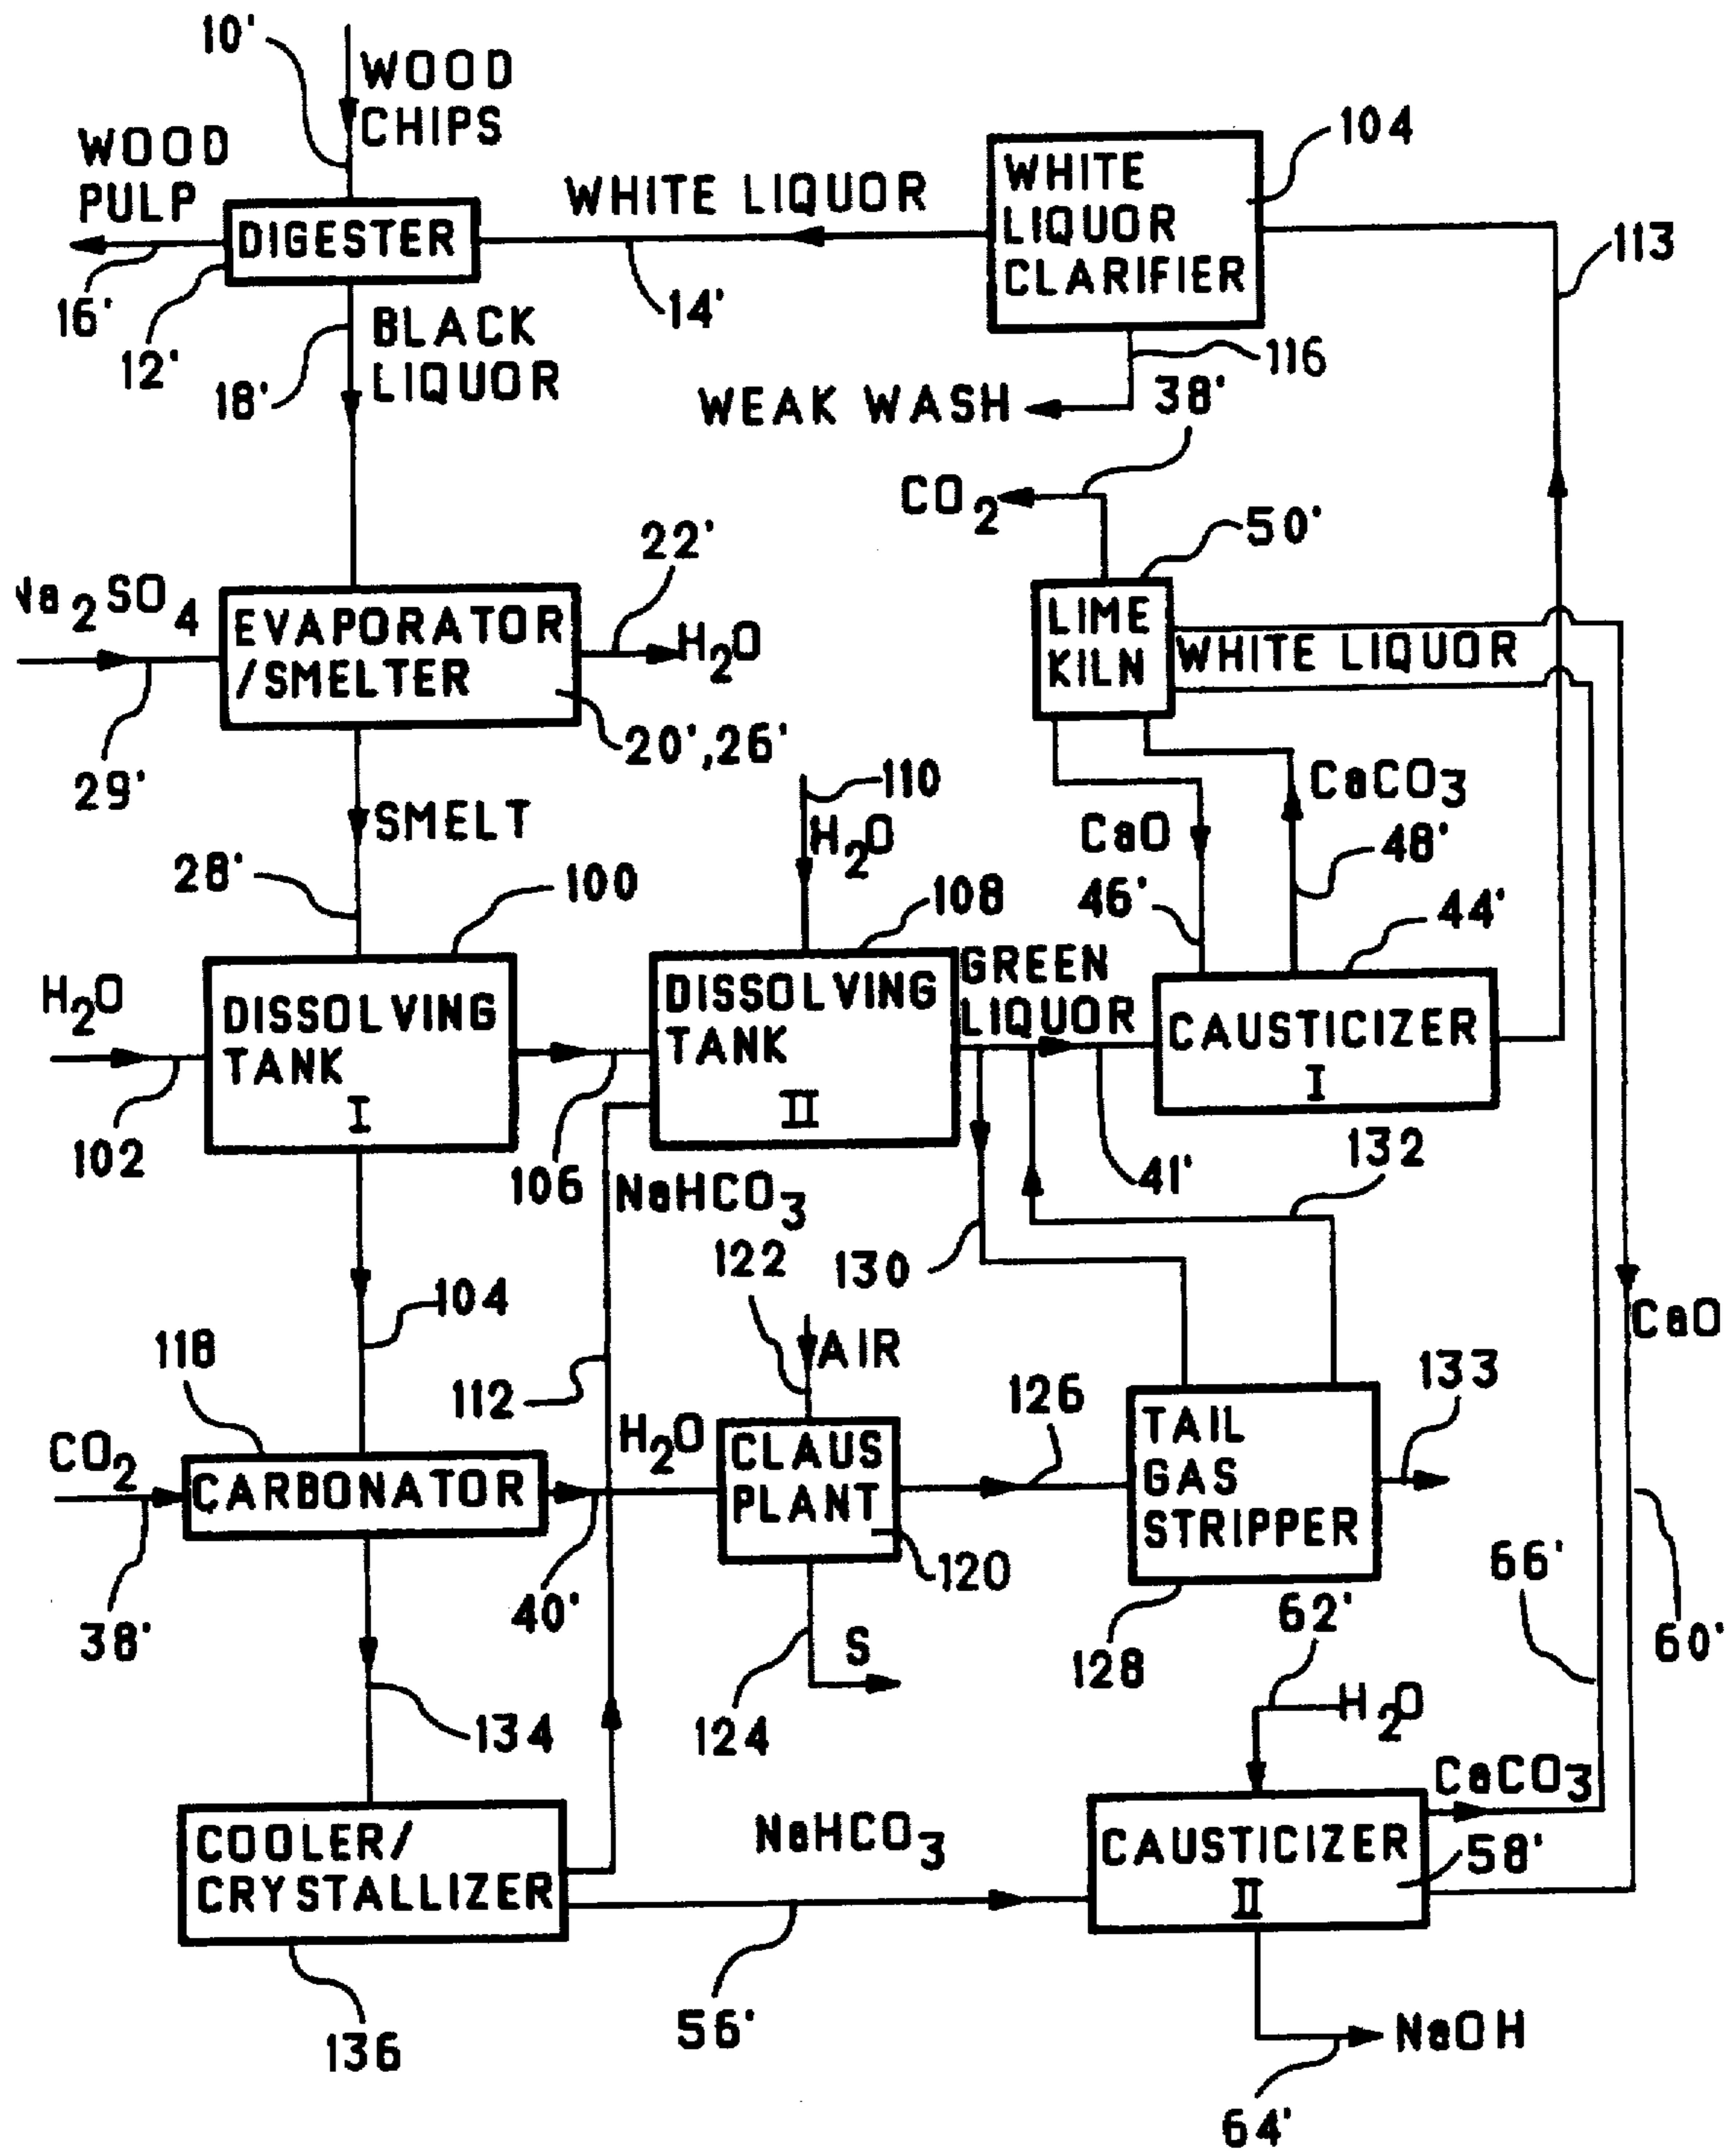 10'
WOOD
CHIPS
WOOD
PULP
DIGESTER
16'
12'
18'
BLACK
LIQUOR
WHITE LIQUOR
14'
WHITE
LIQUOR
CLARIFIER
104
113
116
WEAK WASH
38'
CO2
50'
LIME
KILN
WHITE LIQUOR
Na2SO4
29'
EVAPORATOR
/SMELTER
22'
H2O
20',26'
SMELT
28'
100
110
H2O
108
CaO
46'
CaCO3
48'
44'
H2O
102
DISSOLVING
TANK
I
106
DISSOLVING
TANK
II
GREEN
LIQUOR
41'
CAUSTICIZER
I
132
NaHCO3
130
104
112
122
AIR
118
CO2
38'
CARBONATOR
40'
H2O
CLAUS
PLANT
120
126
TAIL
GAS
STRIPPER
133
128
CaO
60'
66'
S
124
134
COOLER/
CRYSTALLIZER
136
NaHCO3
56'
62'
H2O
CAUSTICIZER
II
58'
CaCO3
NaOH
64'